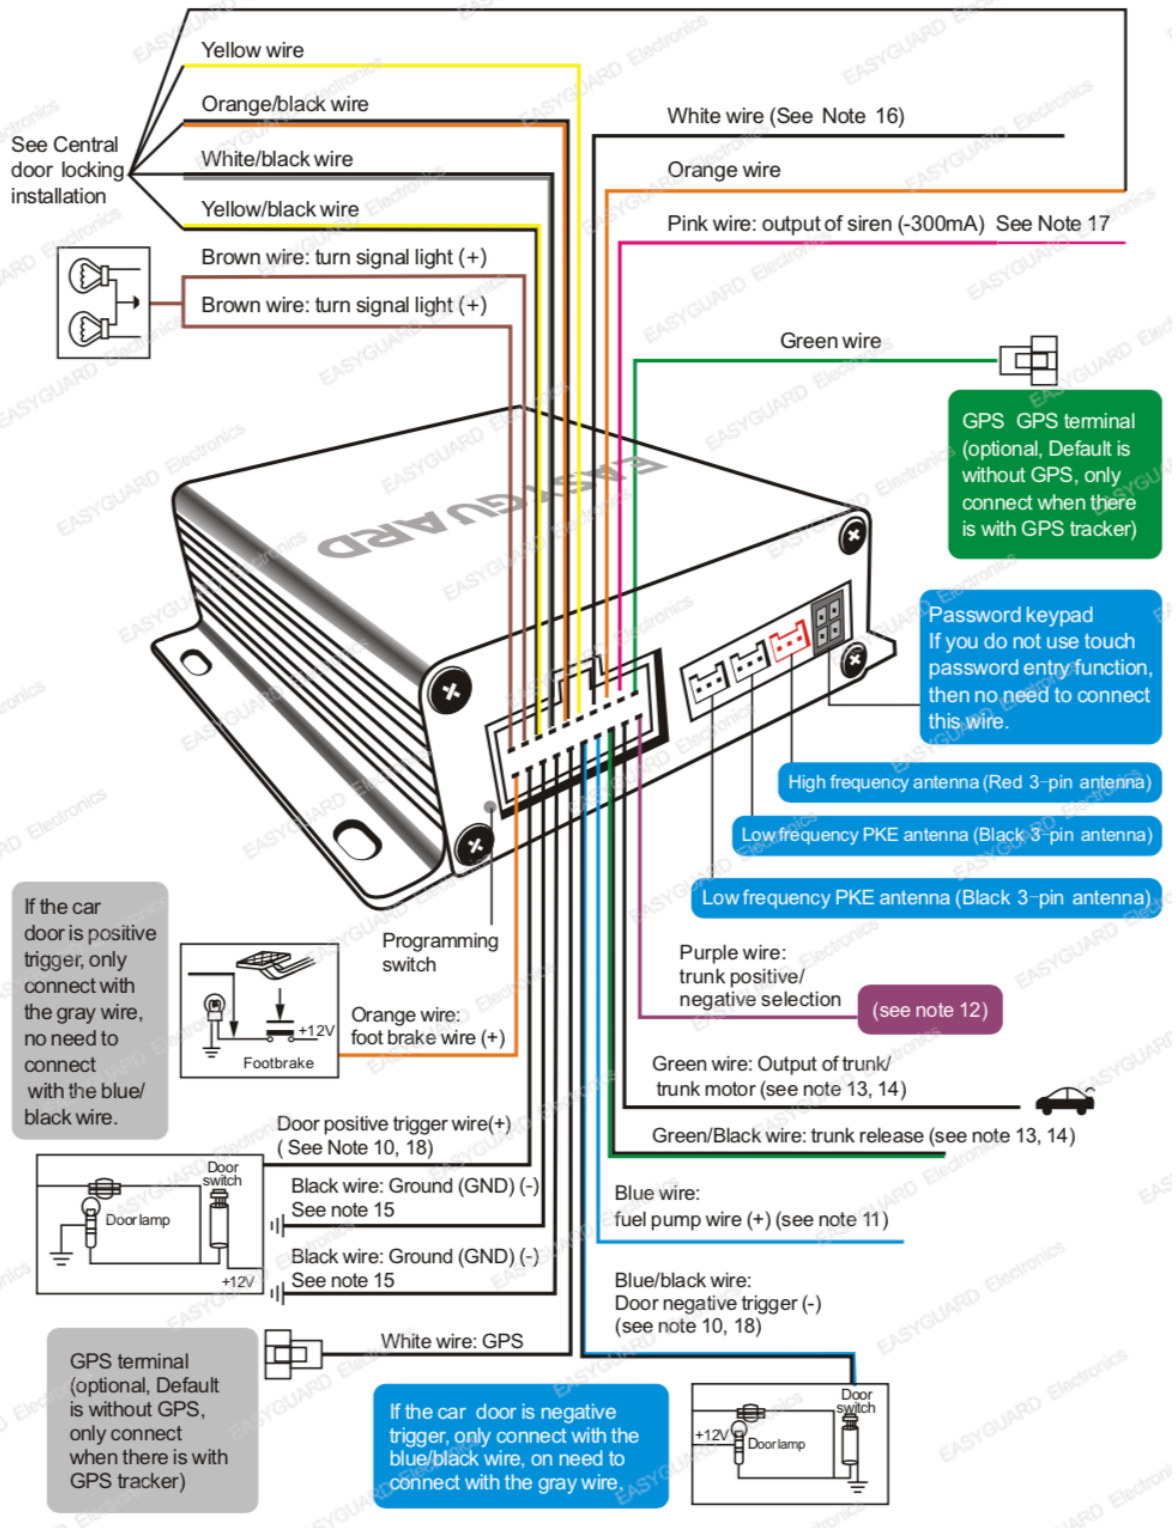 Yellow wire
Orange/black wire
White/black wire
Yellow/black wire
See Central
door locking
installation
Brown wire: turn signal light (+)
Brown wire: turn signal light (+)
White wire (See Note 16)
Orange wire
Pink wire: output of siren (-300mA) See Note 17
Green wire
GPS GPS terminal
(optional, Default is
without GPS, only
connect when there
is with GPS tracker)
EASYGUARD
Password keypad
If you do not use touch
password entry function,
then no need to connect
this wire.
High frequency antenna (Red 3-pin antenna)
Low frequency PKE antenna (Black 3-pin antenna)
Low frequency PKE antenna (Black 3-pin antenna)
If the car
door is positive
trigger, only
connect with
the gray wire,
no need to
connect
with the blue/
black wire.
Programming
switch
+12V
Footbrake
Orange wire:
foot brake wire (+)
Purple wire:
trunk positive/
negative selection
(see note 12)
Green wire: Output of trunk/
trunk motor (see note 13, 14)
Green/Black wire: trunk release (see note 13, 14)
Door positive trigger wire(+)
( See Note 10, 18)
Door
switch
Door lamp
+12V
Black wire: Ground (GND) (-)
See note 15
Black wire: Ground (GND) (-)
See note 15
Blue wire:
fuel pump wire (+) (see note 11)
Blue/black wire:
Door negative trigger (-)
(see note 10, 18)
White wire: GPS
GPS terminal
(optional, Default
is without GPS,
only connect
when there is with
GPS tracker)
If the car door is negative
trigger, only connect with the
blue/black wire, on need to
connect with the gray wire.
Door
switch
+12V
Door lamp
EASYGUARD Electronics